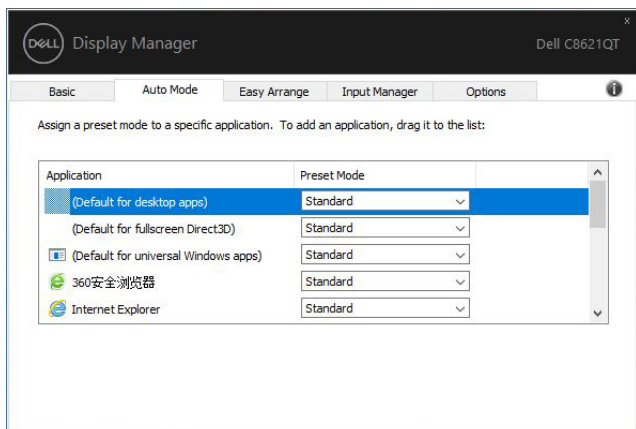 DELL Display Manager
x
Dell C8621QT
Basic Auto Mode Easy Arrange Input Manager Options
Assign a preset mode to a specific application. To add an application, drag it to the list:
Application Preset Mode
(Default for desktop apps) Standard
(Default for fullscreen Direct3D) Standard
(Default for universal Windows apps) Standard
360安全浏览器 Standard
Internet Explorer Standard